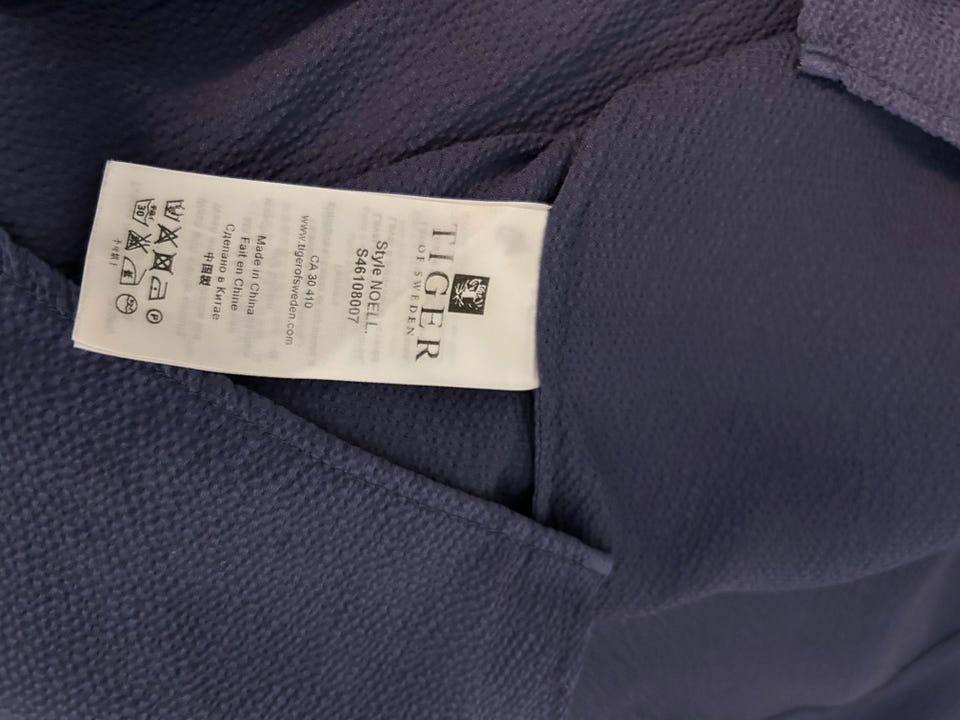 TIGER
OF SWEDEN
Style NOELL.
S46108007
CA 30 410
www.tigerofsweden.com
Made in China
Fait en Chine
Сделано в Китае
中国製
30
P